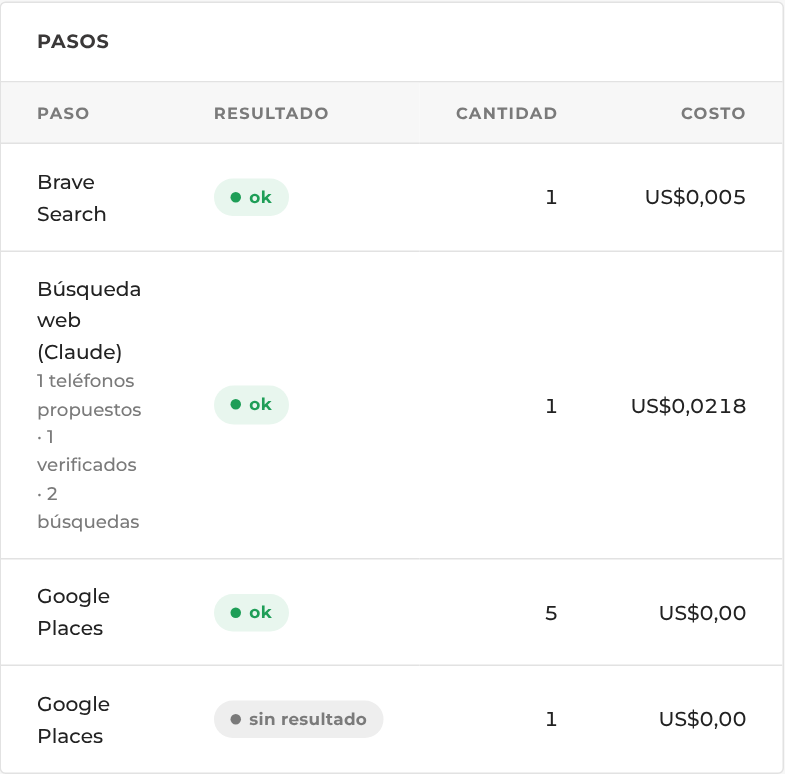 PASOS
PASO RESULTADO CANTIDAD COSTO
Brave
Search
ok 1 US$0,005
Búsqueda
web
(Claude)
1 teléfonos
propuestos
· 1
verificados
· 2
búsquedas
ok 1 US$0,0218
Google
Places
ok 5 US$0,00
Google
Places
sin resultado 1 US$0,00